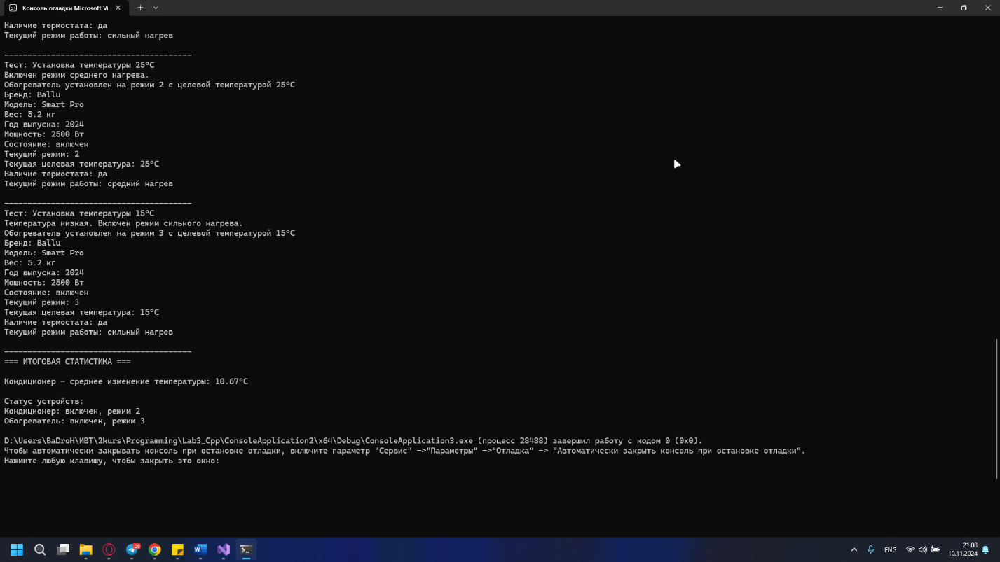 Консоль отладки Microsoft Vi
Наличие термостата: да
Текущий режим работы: сильный нагрев
----------------------------------------
Тест: Установка температуры 25°C
Включен режим среднего нагрева.
Обогреватель установлен на режим 2 с целевой температурой 25°C
Бренд: Ballu
Модель: Smart Pro
Вес: 5.2 кг
Год выпуска: 2024
Мощность: 2500 Вт
Состояние: включен
Текущий режим: 2
Текущая целевая температура: 25°C
Наличие термостата: да
Текущий режим работы: средний нагрев
----------------------------------------
Тест: Установка температуры 15°C
Температура низкая. Включен режим сильного нагрева.
Обогреватель установлен на режим 3 с целевой температурой 15°C
Бренд: Ballu
Модель: Smart Pro
Вес: 5.2 кг
Год выпуска: 2024
Мощность: 2500 Вт
Состояние: включен
Текущий режим: 3
Текущая целевая температура: 15°C
Наличие термостата: да
Текущий режим работы: сильный нагрев
----------------------------------------
=== ИТОГОВАЯ СТАТИСТИКА ===
Кондиционер - среднее изменение температуры: 10.67°C
Статус устройств:
Кондиционер: включен, режим 2
Обогреватель: включен, режим 3
D:\Users\BaDroH\ИВТ\2kurs\Programming\Lab3_Cpp\ConsoleApplication2\x64\Debug\ConsoleApplication3.exe (процесс 28488) завершил работу с кодом 0 (0x0).
Чтобы автоматически закрывать консоль при остановке отладки, включите параметр "Сервис" ->"Параметры" ->"Отладка" -> "Автоматически закрыть консоль при остановке отладки".
Нажмите любую клавишу, чтобы закрыть это окно:
ENG
21:08
10.11.2024